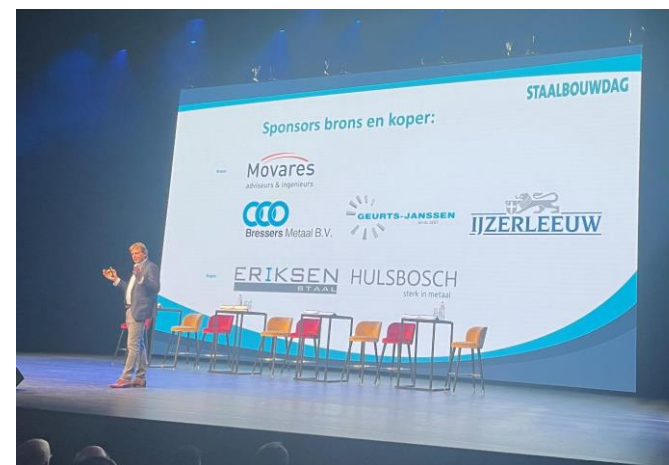 STAALBOUWDAG
Sponsors brons en koper:
Movares
adviseurs & ingenieurs
Bressers Metaal B.V.
GEURTS-JANSSEN
IJZERLEEUW
ERIKSEN
STAAL
HULSBOSCH
sterk in metaal